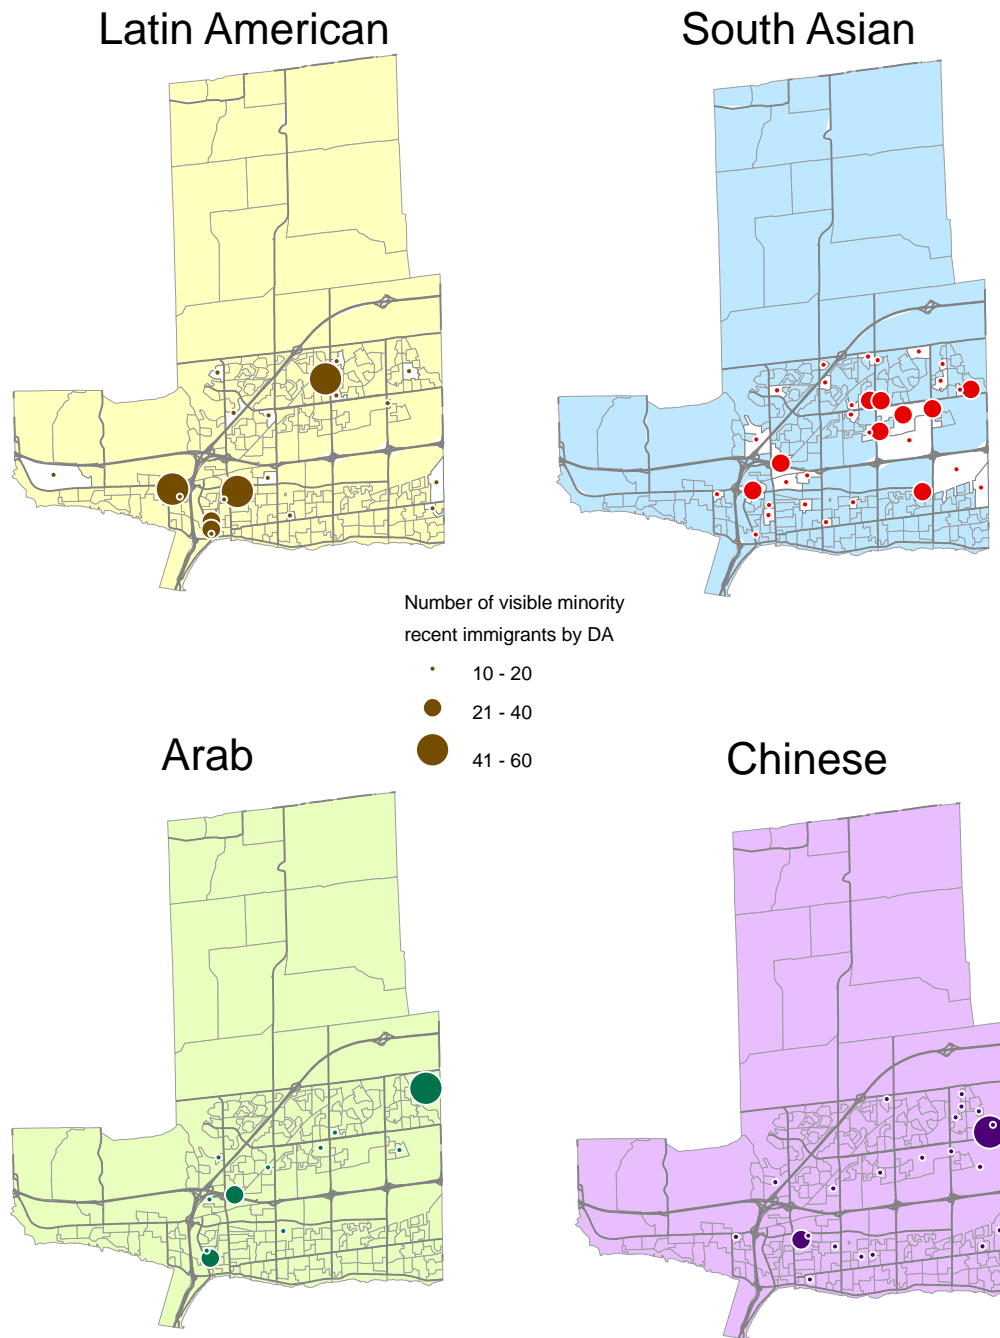 Latin American
South Asian
Number of visible minority
recent immigrants by DA
10 - 20
21 - 40
41 - 60
Arab
Chinese